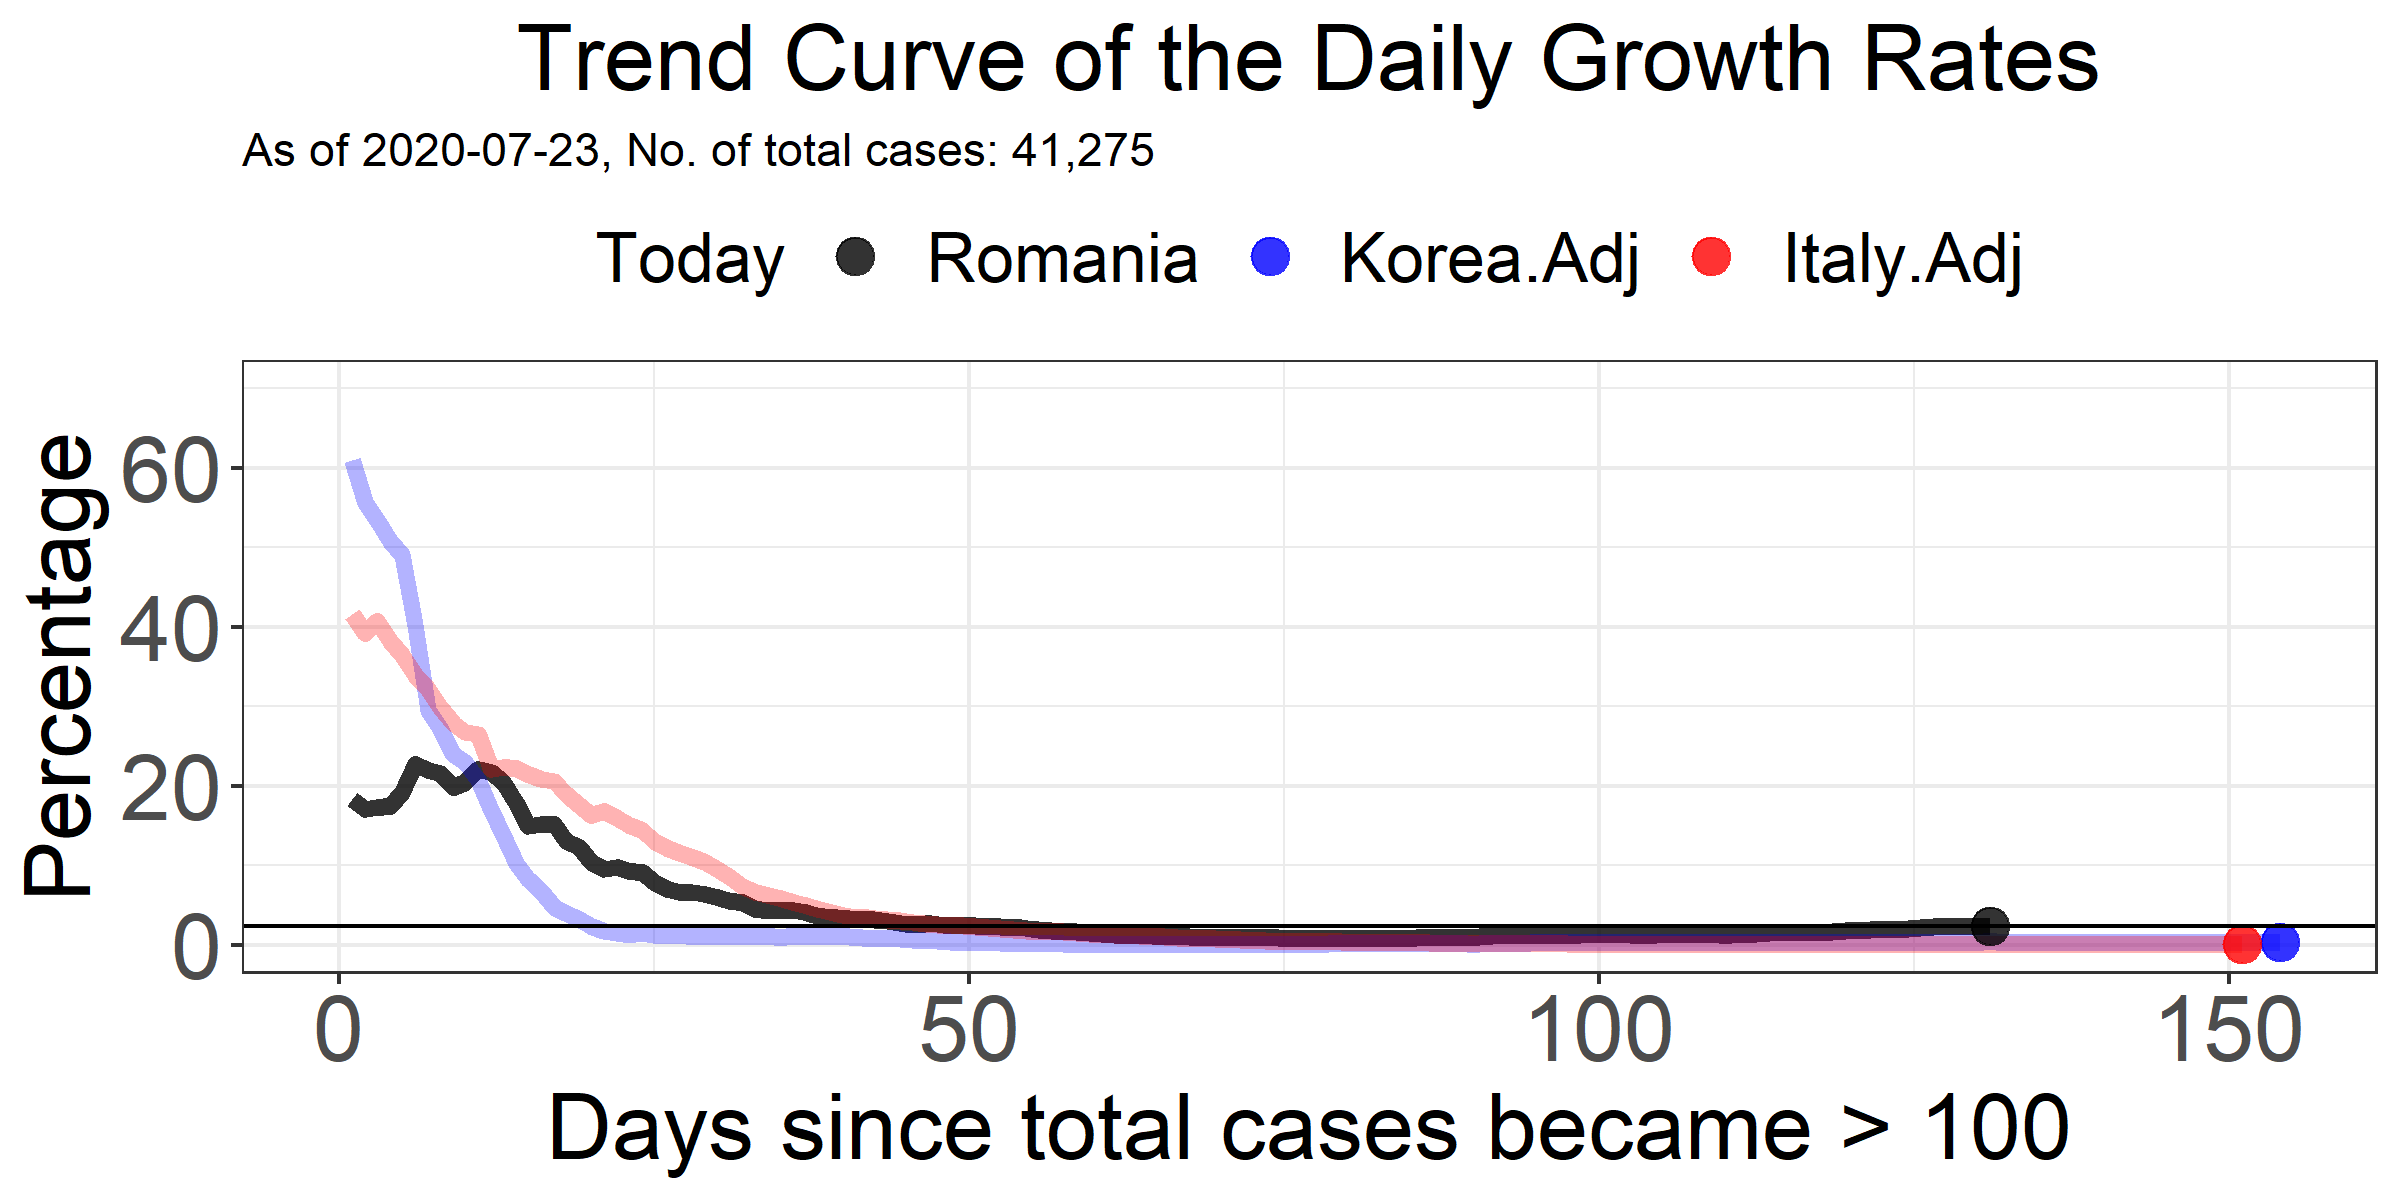 Trend Curve of the Daily Growth Rates
As of 2020-07-23, No. of total cases: 41,275
Today Romania Korea.Adj Italy.Adj
Percentage
60
40
20
0
0 50 100 150
Days since total cases became > 100